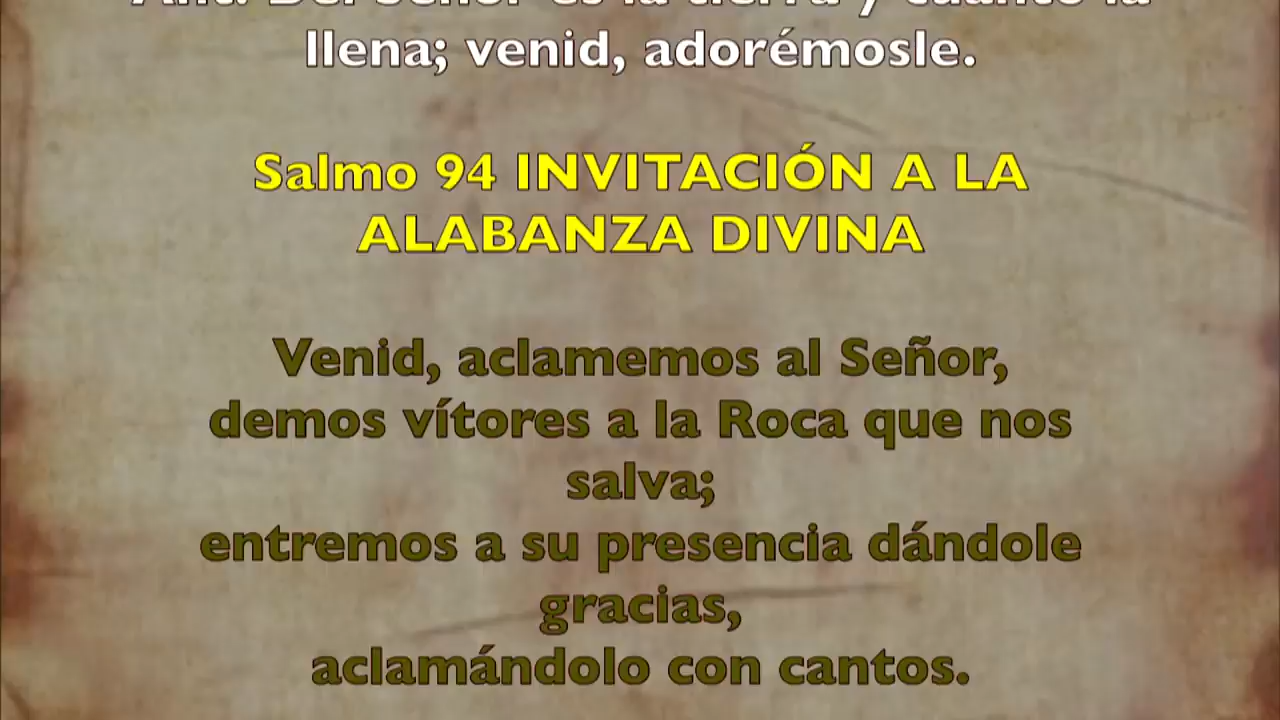 Ant. Del Señor es la tierra y cuanto la
llena; venid, adorémosle.
Salmo 94 INVITACIÓN A LA
ALABANZA DIVINA
Venid, aclamemos al Señor,
demos vítores a la Roca que nos
salva;
entremos a su presencia dándole
gracias,
aclamándolo con cantos.